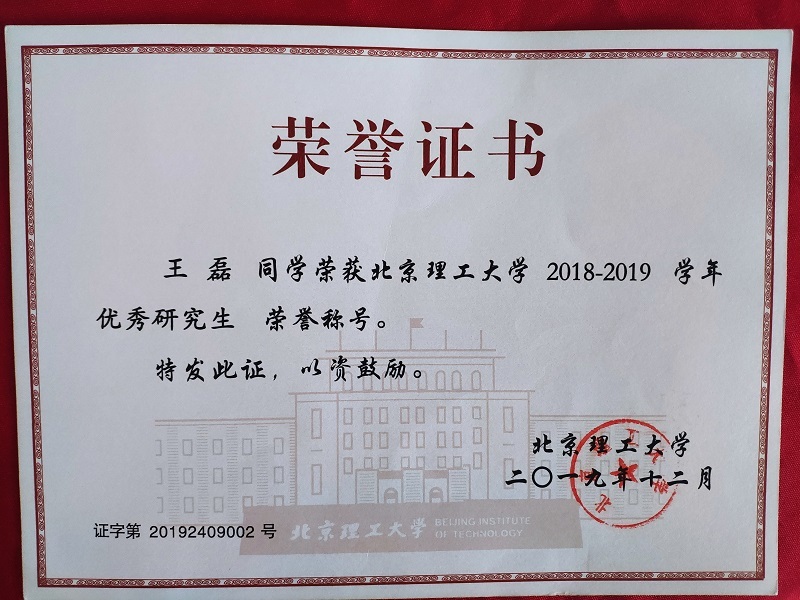 荣誉证书
王 磊 同学荣获北京理工大学 2018-2019 学年
优秀研究生 荣誉称号。
特发此证，以资鼓励。
北京理工大学
二〇一九年十二月
证字第 20192409002 号
北京理工大学 BEIJING INSTITUTE
OF TECHNOLOGY